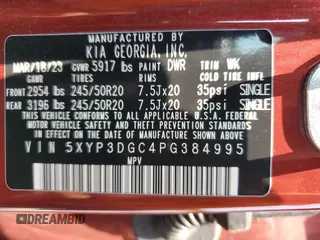 MANUFACTURED BY
KIA GEORGIA, INC.
MAR/18/23 GVWR 5917 lbs PAINT DWR TRIM WK
GAWR TIRE RIM COLD TIRE
FRONT 2954 lbs 245/50R20 7.5Jx20 35psi SINGLE
REAR 3196 lbs 245/50R20 7.5Jx20 35psi SINGLE
THIS VEHICLE CONFORMS TO ALL APPLICABLE U.S.A. FEDERAL MOTOR VEHICLE
SAFETY, BUMPER, AND THEFT PREVENTION STANDARDS
IN EFFECT ON THE DATE OF MANUFACTURE SHOWN ABOVE.
VIN 5XYP3DGC4PG384995
MPV
DREAMBID